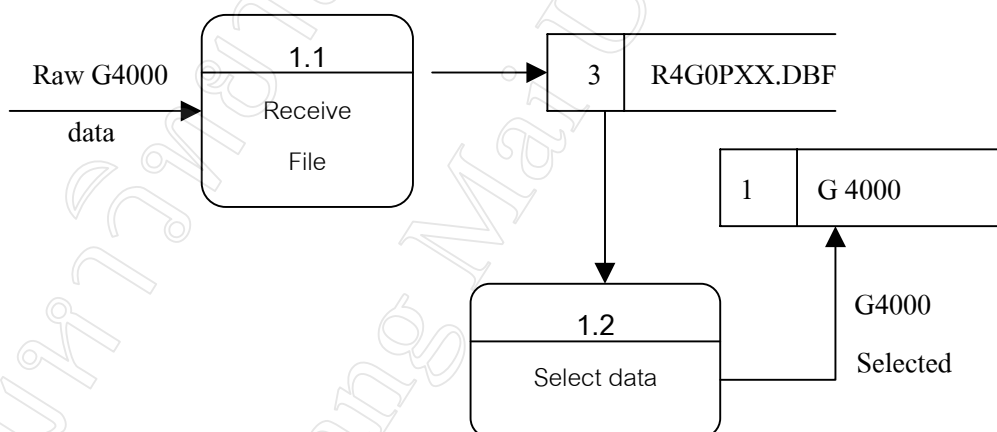 Raw G4000
data
1.1
Receive
File
3
R4G0PXX.DBF
1
G 4000
1.2
Select data
G4000
Selected